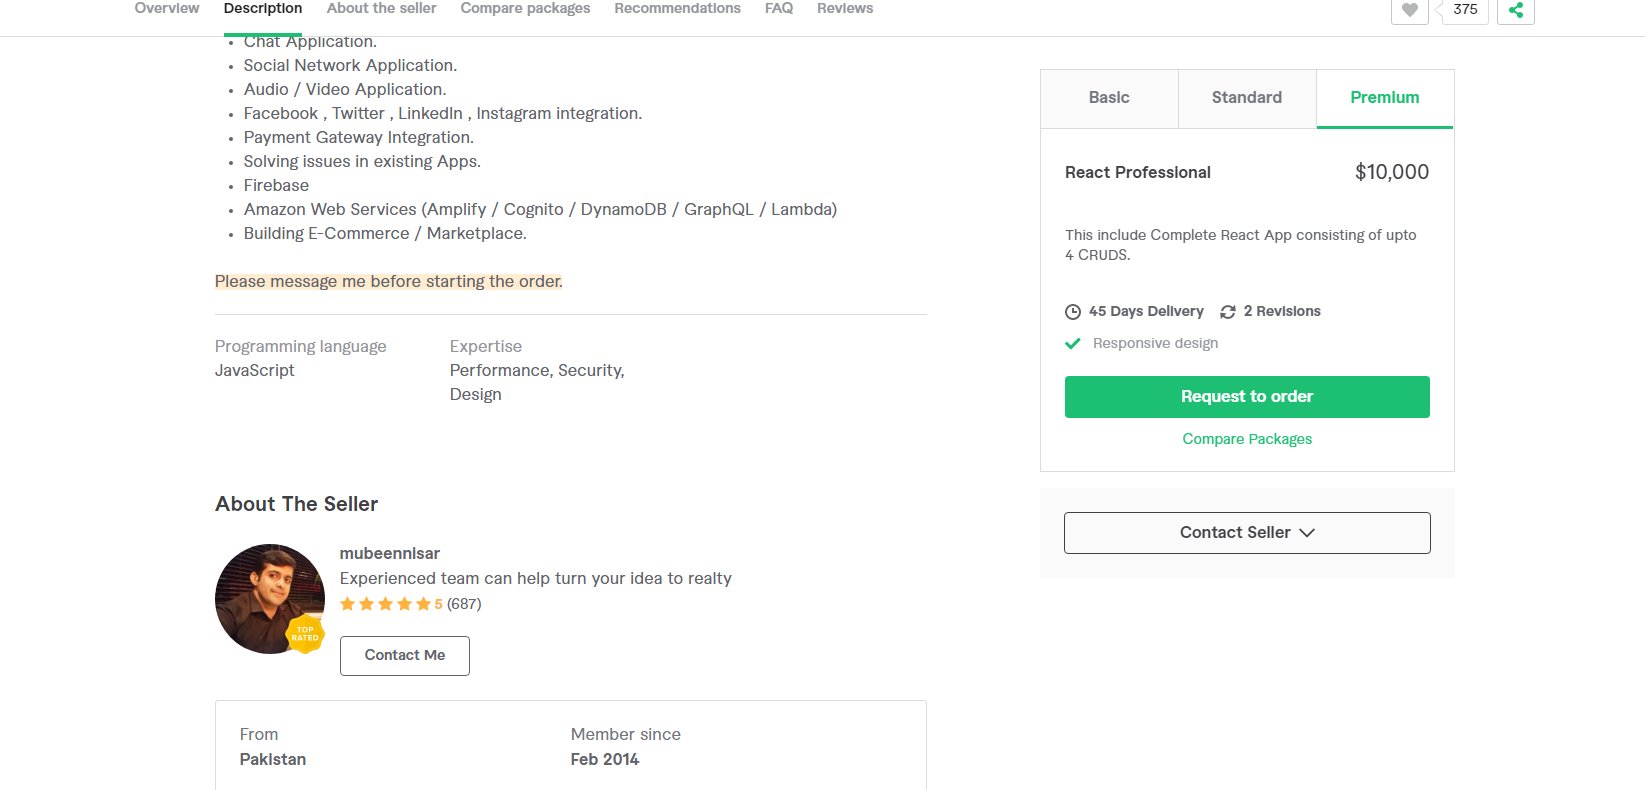 Overview Description About the seller Compare packages Recommendations FAQ Reviews
375
Chat Application.
Social Network Application.
Audio / Video Application.
Facebook , Twitter , LinkedIn , Instagram integration.
Payment Gateway Integration.
Solving issues in existing Apps.
Firebase
Amazon Web Services (Amplify / Cognito / DynamoDB / GraphQL / Lambda)
Building E-Commerce / Marketplace.
Please message me before starting the order.
Programming language
JavaScript
Expertise
Performance, Security,
Design
About The Seller
mubeennisar
Experienced team can help turn your idea to realty
5 (687)
TOP
RATED
Contact Me
From
Pakistan
Member since
Feb 2014
Basic Standard Premium
React Professional $10,000
This include Complete React App consisting of upto
4 CRUDS.
45 Days Delivery 2 Revisions
Responsive design
Request to order
Compare Packages
Contact Seller